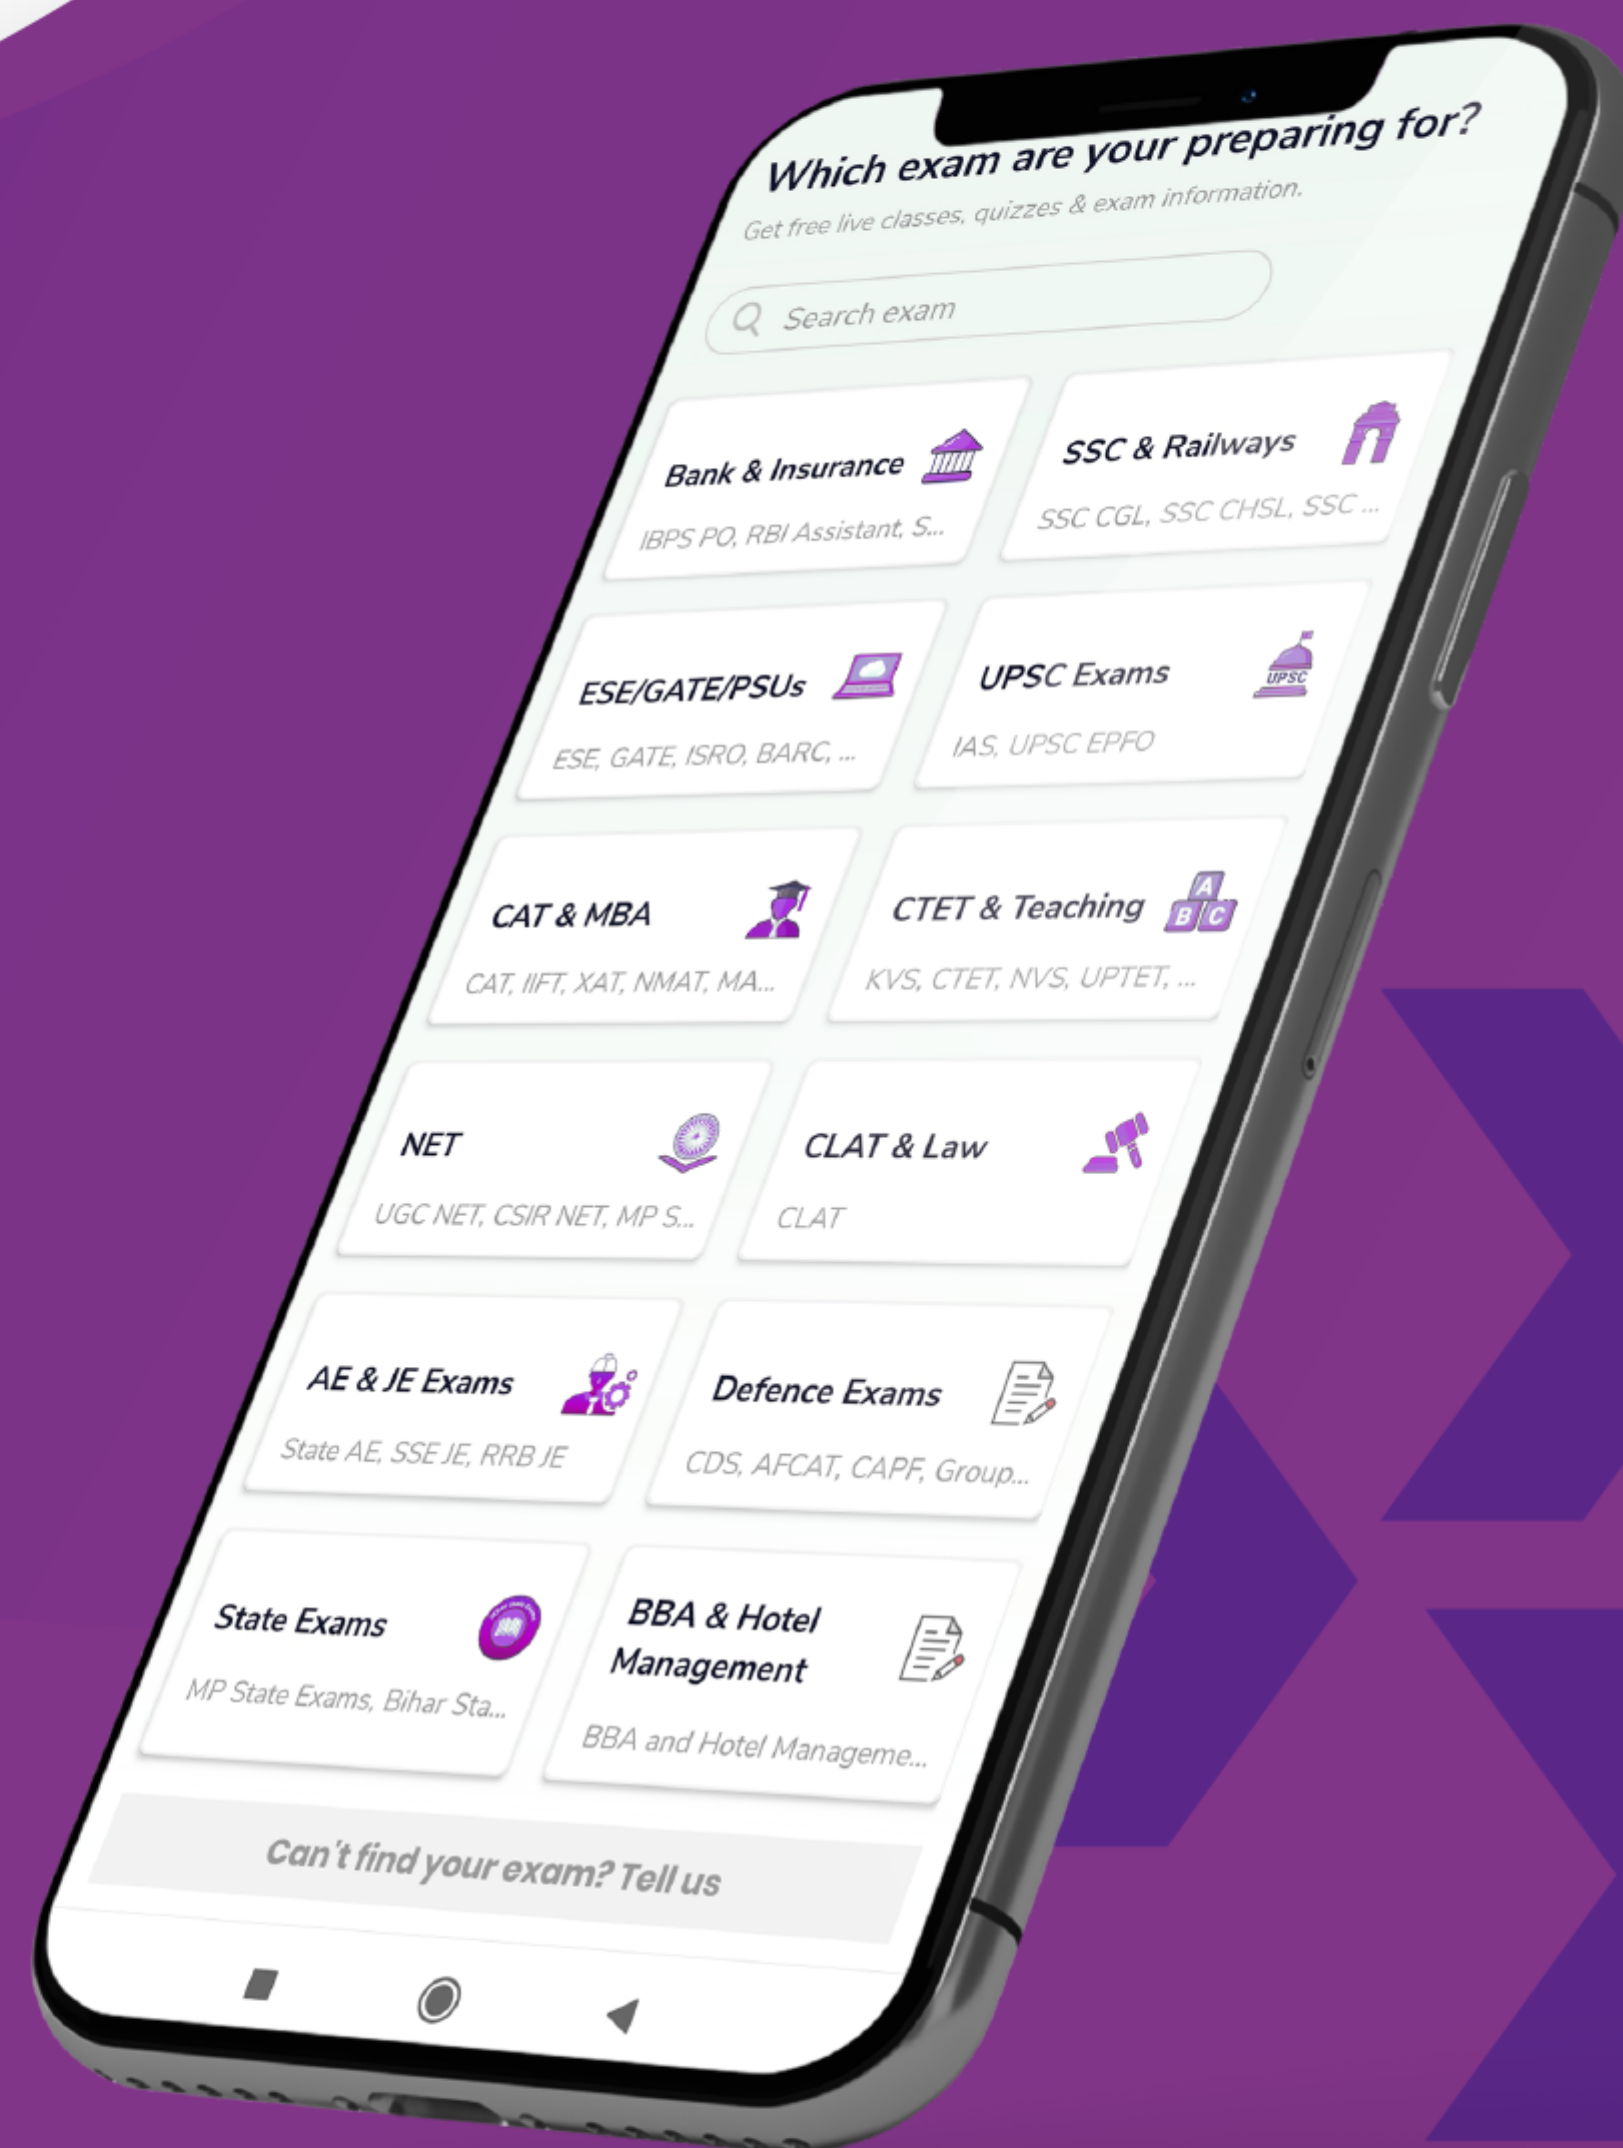 Which exam are your preparing for?
Get free live classes, quizzes & exam information.
Search exam
Bank & Insurance
IBPS PO, RBI Assistant, S...
SSC & Railways
SSC CGL, SSC CHSL, SSC ...
ESE/GATE/PSUs
ESE, GATE, ISRO, BARC, ...
UPSC Exams
UPSC
IAS, UPSC EPFO
CAT & MBA
CAT, IIFT, XAT, NMAT, MA...
CTET & Teaching
A
B C
KVS, CTET, NVS, UPTET, ...
NET
UGC NET, CSIR NET, MP S...
CLAT & Law
CLAT
AE & JE Exams
State AE, SSE JE, RRB JE
Defence Exams
CDS, AFCAT, CAPF, Group...
State Exams
MP State Exams, Bihar Sta...
BBA & Hotel
Management
BBA and Hotel Manageme...
Can't find your exam? Tell us